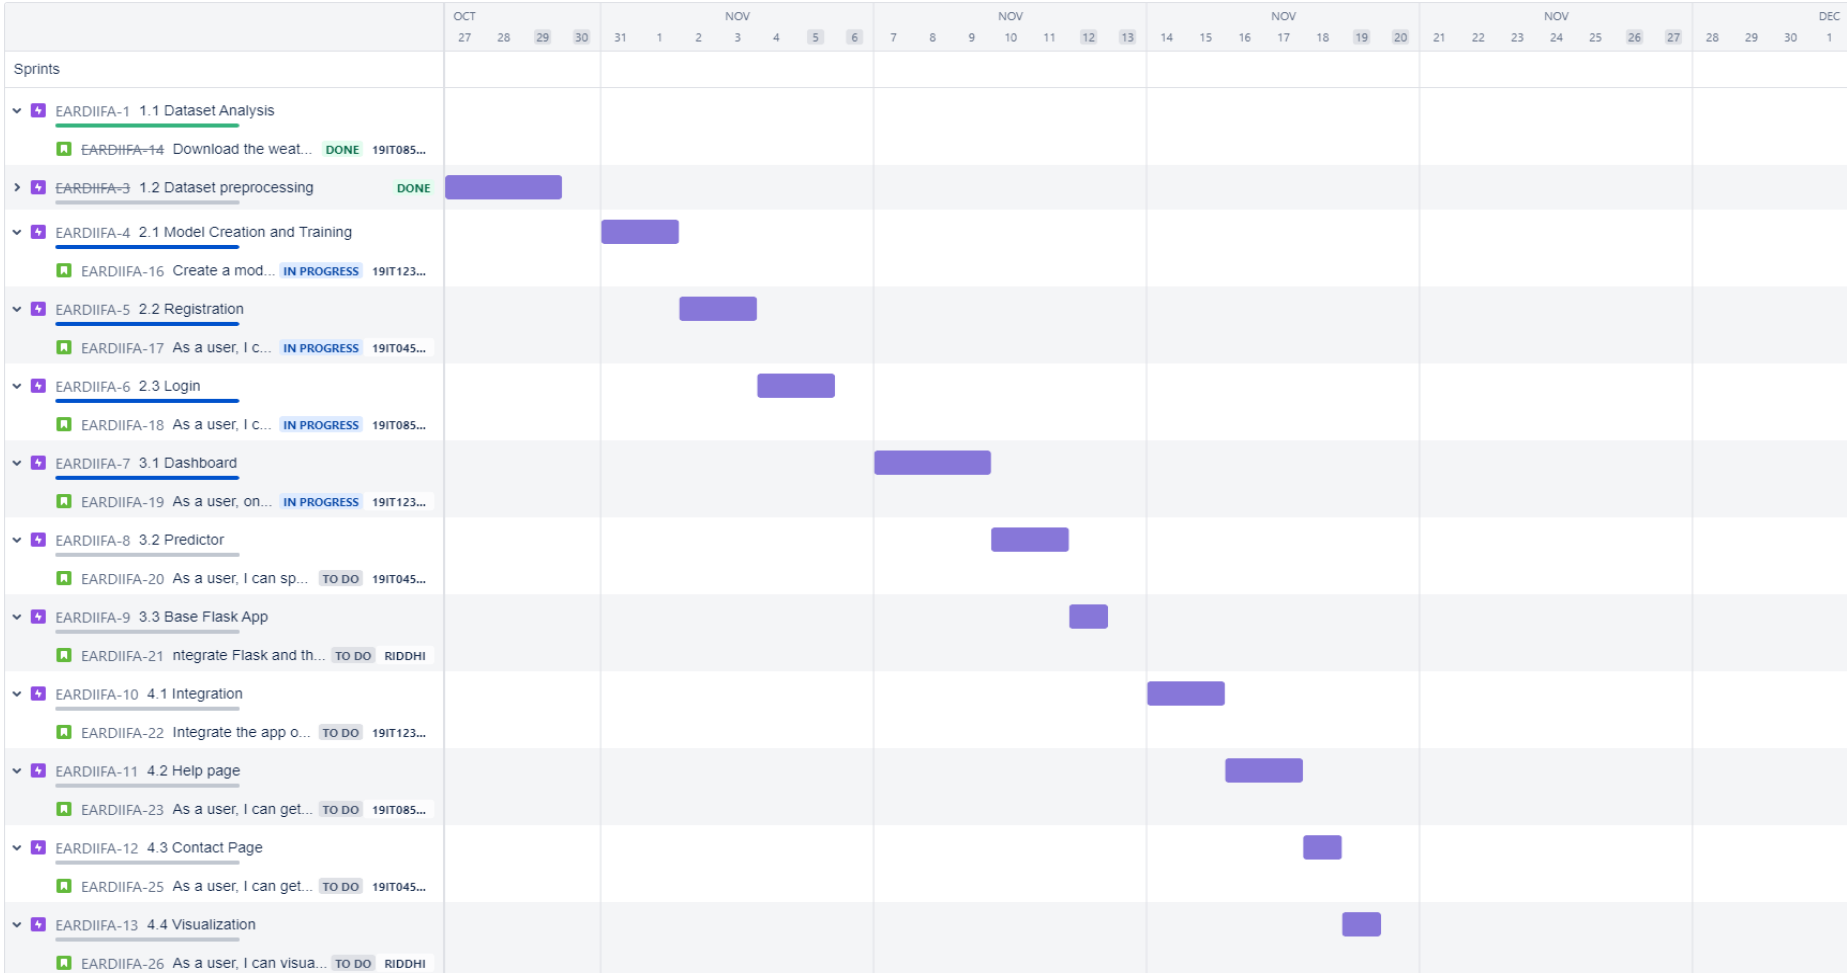 OCT NOV NOV NOV NOV DEC
27 28 29 30 31 1 2 3 4 5 6 7 8 9 10 11 12 13 14 15 16 17 18 19 20 21 22 23 24 25 26 27 28 29 30 1
Sprints
EARDIIFA-1 1.1 Dataset Analysis
EARDIIFA-14 Download the weat... DONE 19IT085...
EARDIIFA-3 1.2 Dataset preprocessing DONE
EARDIIFA-4 2.1 Model Creation and Training
EARDIIFA-16 Create a mod... IN PROGRESS 19IT123...
EARDIIFA-5 2.2 Registration
EARDIIFA-17 As a user, I c... IN PROGRESS 19IT045...
EARDIIFA-6 2.3 Login
EARDIIFA-18 As a user, I c... IN PROGRESS 19IT085...
EARDIIFA-7 3.1 Dashboard
EARDIIFA-19 As a user, on... IN PROGRESS 19IT123...
EARDIIFA-8 3.2 Predictor
EARDIIFA-20 As a user, I can sp... TO DO 19IT045...
EARDIIFA-9 3.3 Base Flask App
EARDIIFA-21 ntegrate Flask and th... TO DO RIDDHI
EARDIIFA-10 4.1 Integration
EARDIIFA-22 Integrate the app o... TO DO 19IT123...
EARDIIFA-11 4.2 Help page
EARDIIFA-23 As a user, I can get... TO DO 19IT085...
EARDIIFA-12 4.3 Contact Page
EARDIIFA-25 As a user, I can get... TO DO 19IT045...
EARDIIFA-13 4.4 Visualization
EARDIIFA-26 As a user, I can visua... TO DO RIDDHI